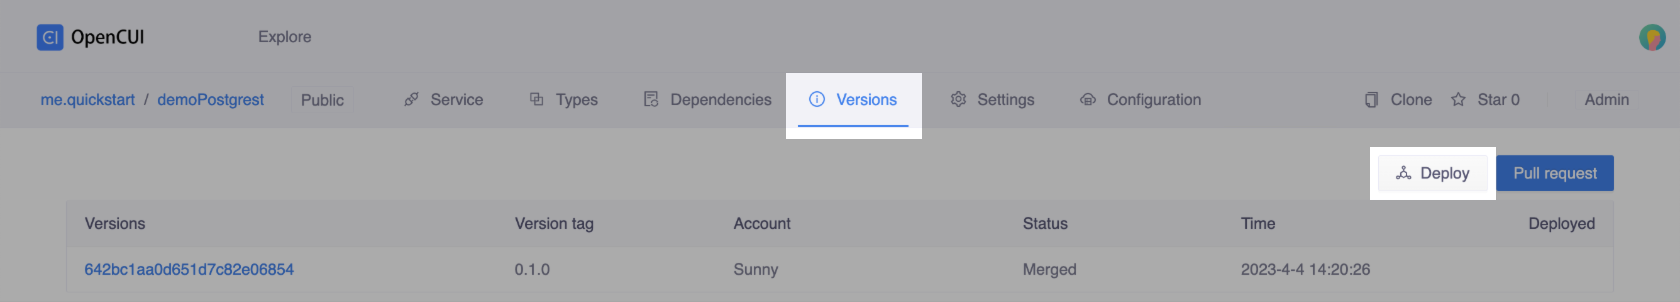 OpenCUI Explore
me.quickstart / demoPostgrest Public Service Types Dependencies Versions Settings Configuration Clone Star 0 Admin
Deploy Pull request
Versions Version tag Account Status Time Deployed
642bc1aa0d651d7c82e06854 0.1.0 Sunny Merged 2023-4-4 14:20:26